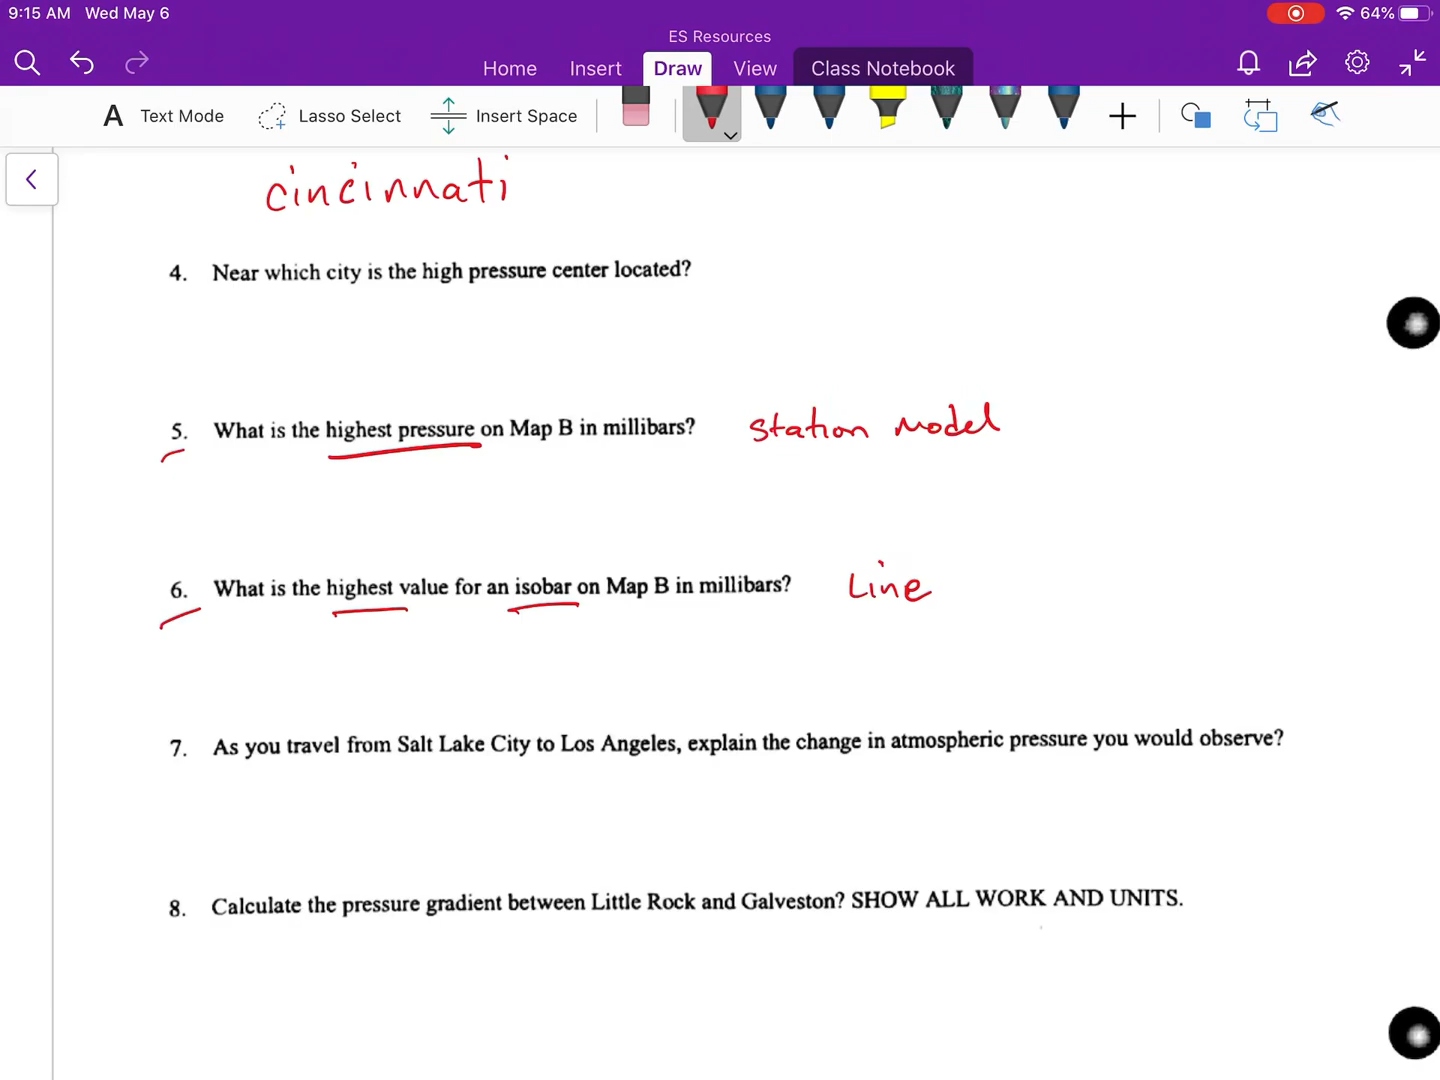 9:15 AM Wed May 6
64%
ES Resources
Home Insert Draw View Class Notebook
A Text Mode Lasso Select Insert Space
cincinnati
4. Near which city is the high pressure center located?
5. What is the highest pressure on Map B in millibars? Station Model
6. What is the highest value for an isobar on Map B in millibars? Line
7. As you travel from Salt Lake City to Los Angeles, explain the change in atmospheric pressure you would observe?
8. Calculate the pressure gradient between Little Rock and Galveston? SHOW ALL WORK AND UNITS.